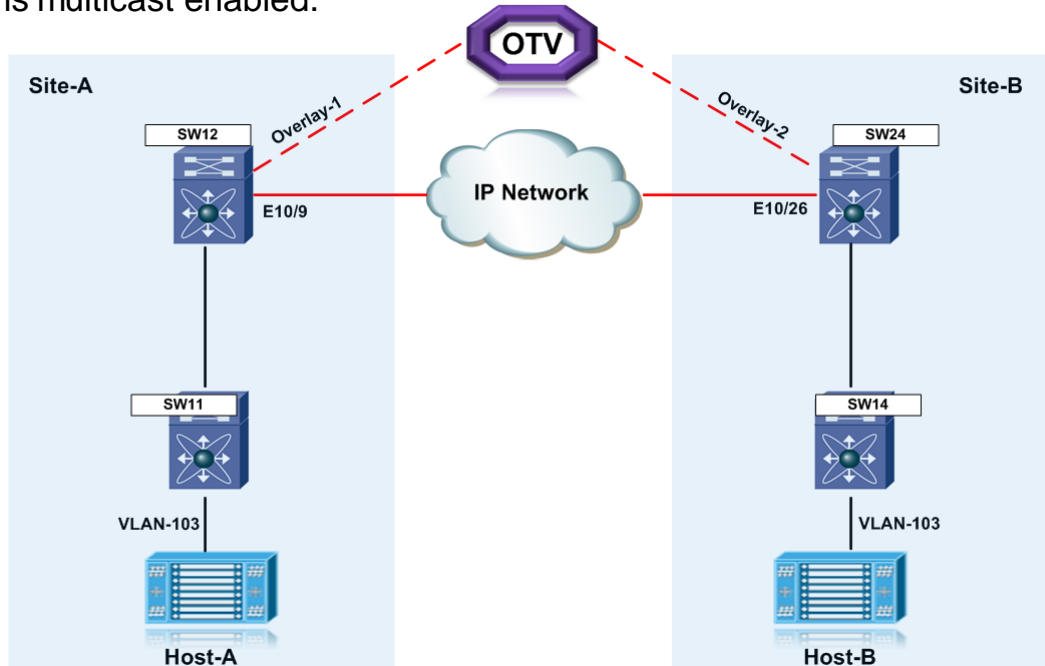 is multicast enabled.
OTV
Site-A
Site-B
SW12
Overlay-1
Overlay-2
SW24
IP Network
E10/9
E10/26
SW11
SW14
VLAN-103
VLAN-103
Host-A
Host-B